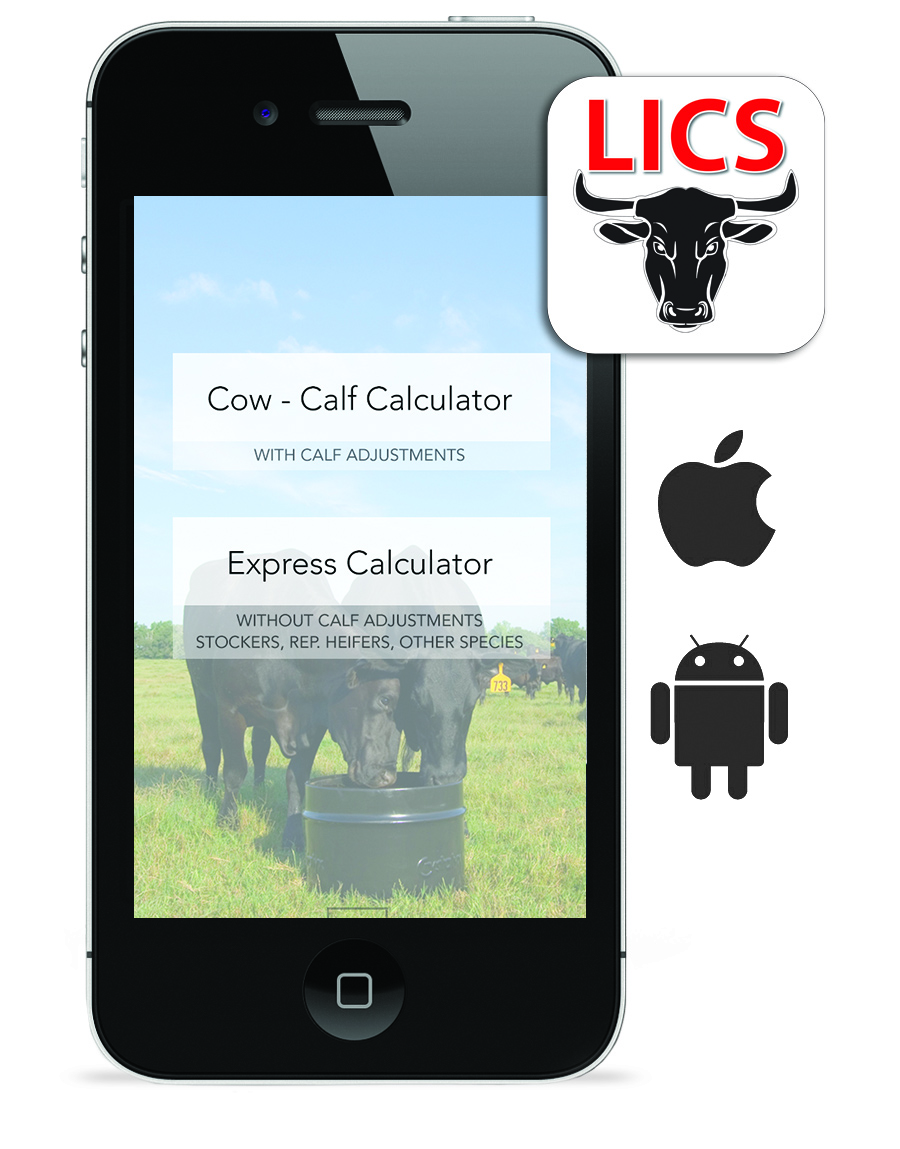 LICS
Cow - Calf Calculator
WITH CALF ADJUSTMENTS
Express Calculator
WITHOUT CALF ADJUSTMENTS
STOCKERS, REP. HEIFERS, OTHER SPECIES
733